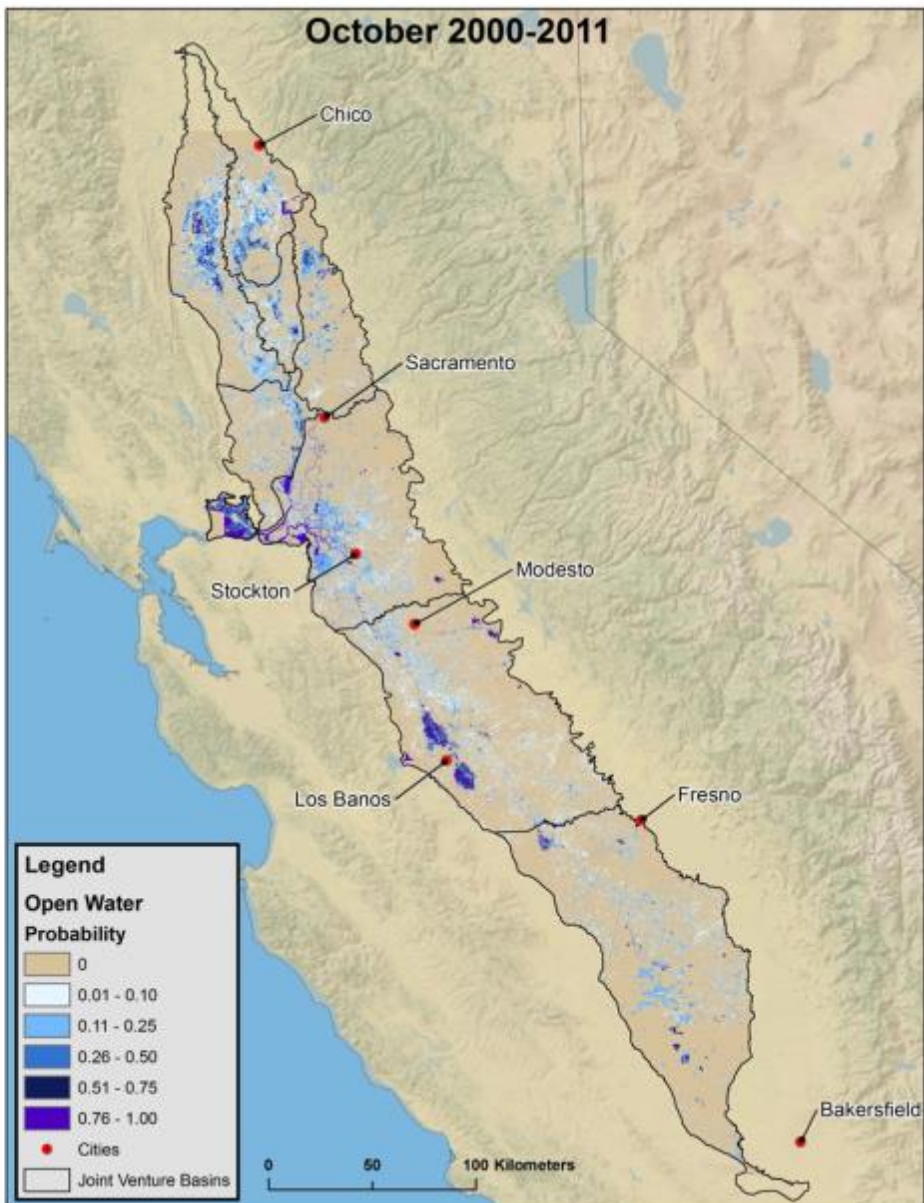 October 2000-2011
Chico
Sacramento
Stockton
Modesto
Los Banos
Fresno
Bakersfield
Legend
Open Water
Probability
0
0.01 - 0.10
0.11 - 0.25
0.26 - 0.50
0.51 - 0.75
0.76 - 1.00
Cities
Joint Venture Basins
0 50 100 Kilometers